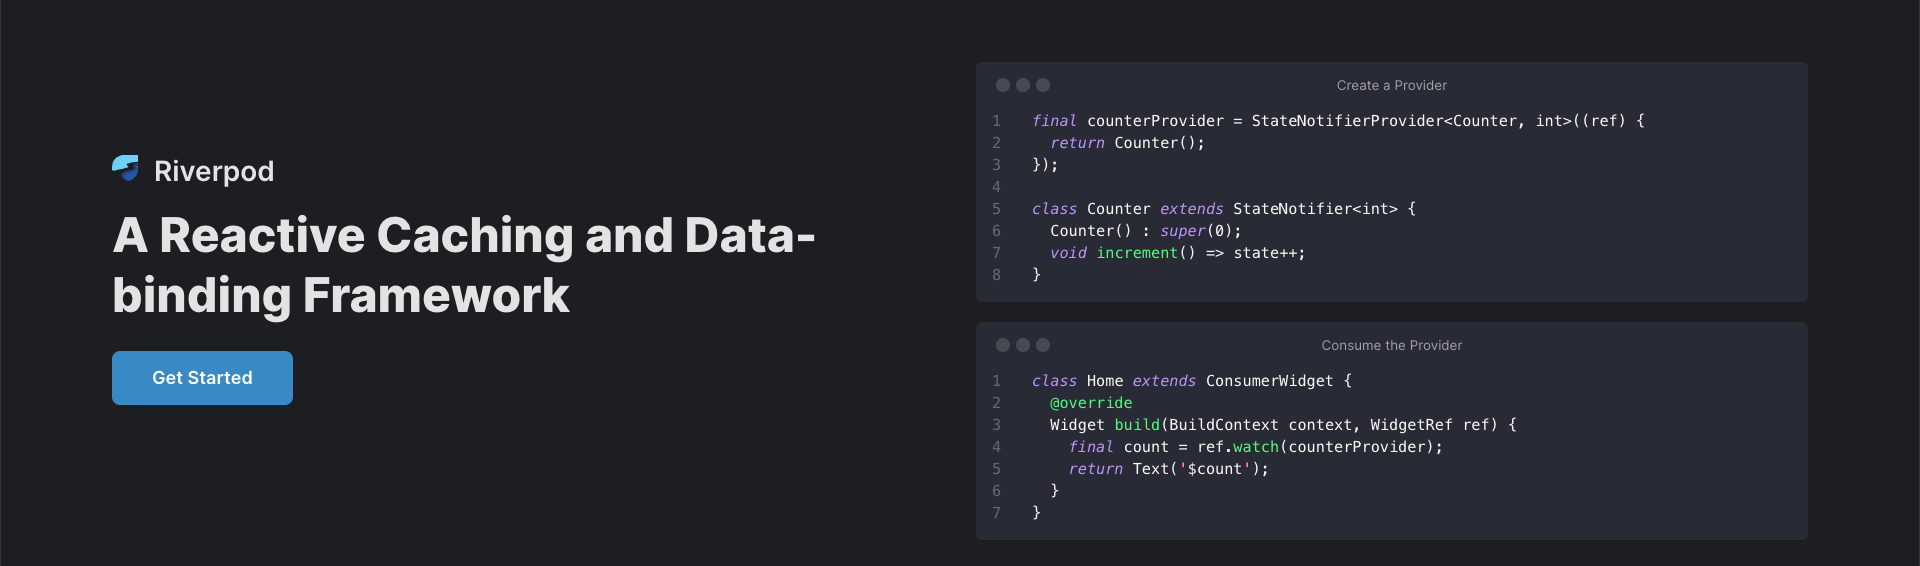 Riverpod
A Reactive Caching and Data-
binding Framework
Get Started
Create a Provider
1 final counterProvider = StateNotifierProvider<Counter, int>((ref) {
2   return Counter();
3 });
4
5 class Counter extends StateNotifier<int> {
6   Counter() : super(0);
7   void increment() => state++;
8 }
Consume the Provider
1 class Home extends ConsumerWidget {
2   @override
3   Widget build(BuildContext context, WidgetRef ref) {
4     final count = ref.watch(counterProvider);
5     return Text('$count');
6   }
7 }